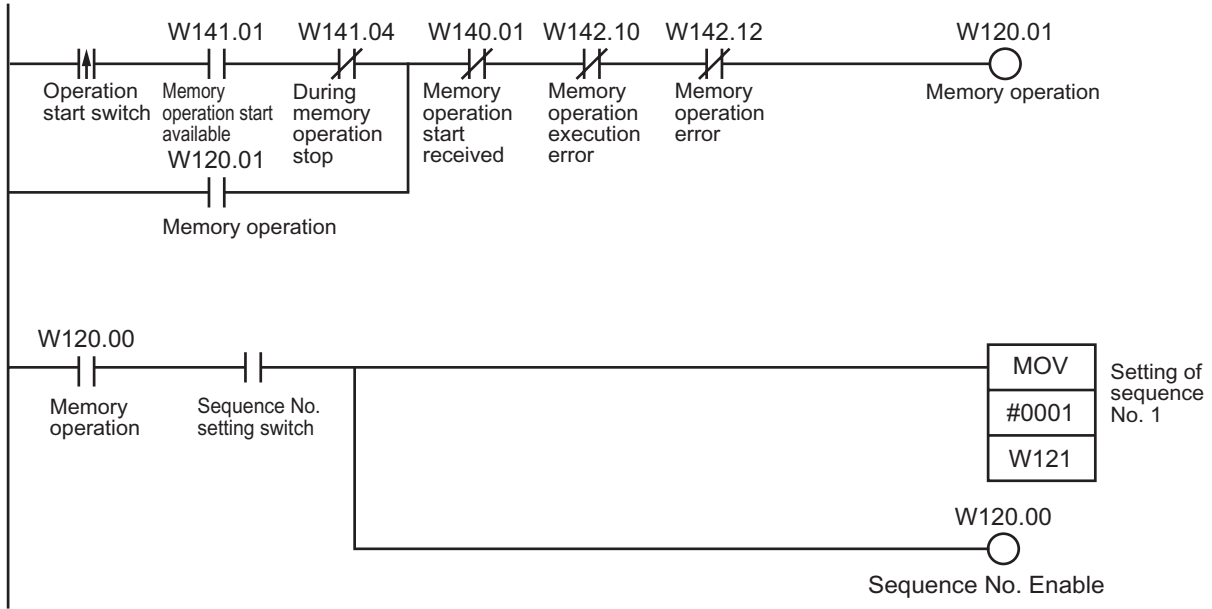 W141.01 W141.04 W140.01 W142.10 W142.12 W120.01
Operation
start switch
Memory
operation start
available
During
memory
operation
stop
Memory
operation
start
received
Memory
operation
execution
error
Memory
operation
error
Memory operation
W120.01
Memory operation
W120.00
Memory
operation
Sequence No.
setting switch
MOV
#0001
W121
Setting of
sequence
No. 1
W120.00
Sequence No. Enable